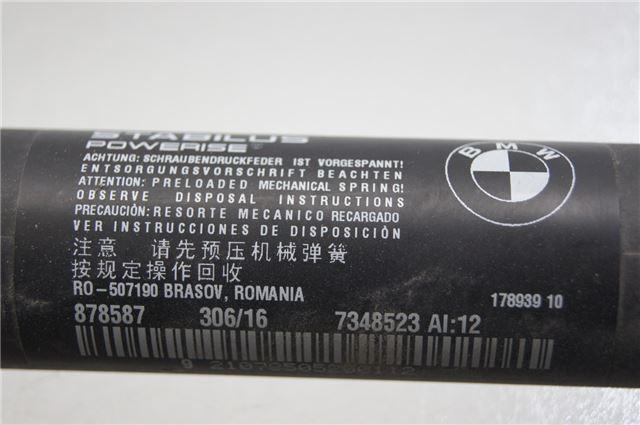 STABILUS
POWERISE®
ACHTUNG: SCHRAUBENDRUCKFEDER IST VORGESPANNT!
ENTSORGUNGSVORSCHRIFT BEACHTEN
ATTENTION: PRELOADED MECHANICAL SPRING!
OBSERVE DISPOSAL INSTRUCTIONS
PRECAUCIÓN: RESORTE MECANICO RECARGADO
VER INSTRUCCIONES DE DISPOSICIÒN
注意 请先预压机械弹簧
按规定操作回收
RO – 507190 BRASOV, ROMANIA
BMW
178939 10
878587 306/16 7348523 AI:12